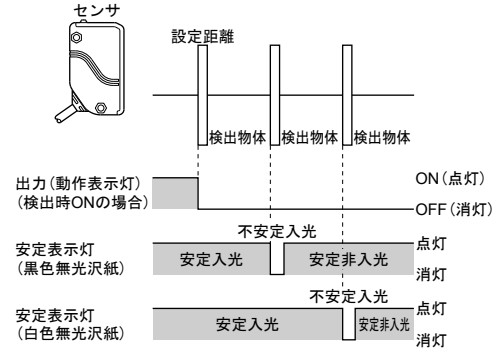 センサ
設定距離
検出物体 検出物体 検出物体
出力(動作表示灯)
(検出時ONの場合)
ON(点灯)
OFF(消灯)
不安定入光
安定表示灯
(黒色無光沢紙)
安定入光 安定非入光
点灯
消灯
不安定入光
安定表示灯
(白色無光沢紙)
安定入光 安定非入光
点灯
消灯